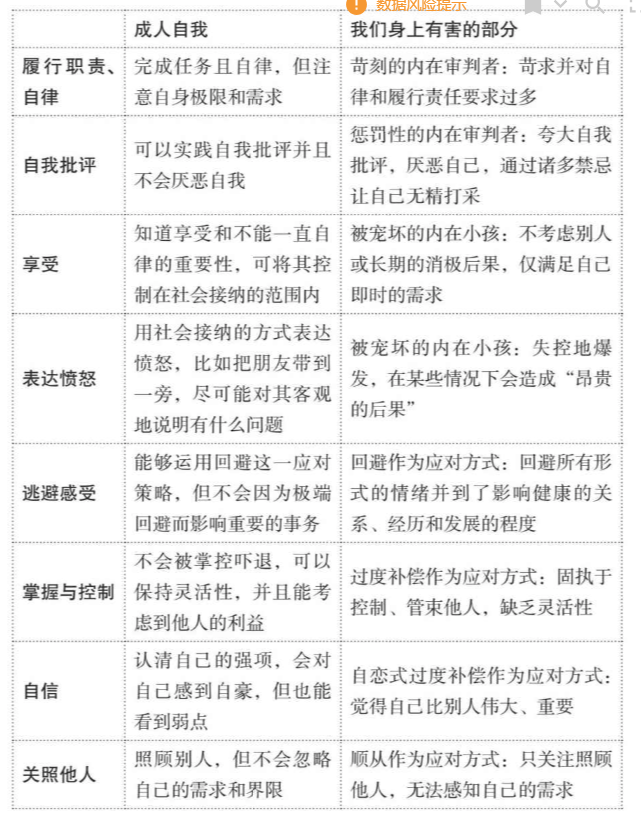 数据风险提示
成人自我
我们身上有害的部分
履行职责、
自律
完成任务且自律，但注
意自身极限和需求
苛刻的内在审判者：苛求并对自
律和履行责任要求过多
自我批评
可以实践自我批评并且
不会厌恶自我
惩罚性的内在审判者：夸大自我
批评，厌恶自己，通过诸多禁忌
让自己无精打采
享受
知道享受和不能一直自
律的重要性，可将其控
制在社会接纳的范围内
被宠坏的内在小孩：不考虑别人
或长期的消极后果，仅满足自己
即时的需求
表达愤怒
用社会接纳的方式表达
愤怒，比如把朋友带到
一旁，尽可能对其客观
地说明有什么问题
被宠坏的内在小孩：失控地爆
发，在某些情况下会造成“昂贵
的后果”
逃避感受
能够运用回避这一应对
策略，但不会因为极端
回避而影响重要的事务
回避作为应对方式：回避所有形
式的情绪并到了影响健康的关
系、经历和发展的程度
掌握与控制
不会被掌控吓退，可以
保持灵活性，并且能考
虑到他人的利益
过度补偿作为应对方式：固执于
控制、管束他人，缺乏灵活性
自信
认清自己的强项，会对
自己感到自豪，但也能
看到弱点
自恋式过度补偿作为应对方式：
觉得自己比别人伟大、重要
关照他人
照顾别人，但不会忽略
自己的需求和界限
顺从作为应对方式：只关注照顾
他人，无法感知自己的需求